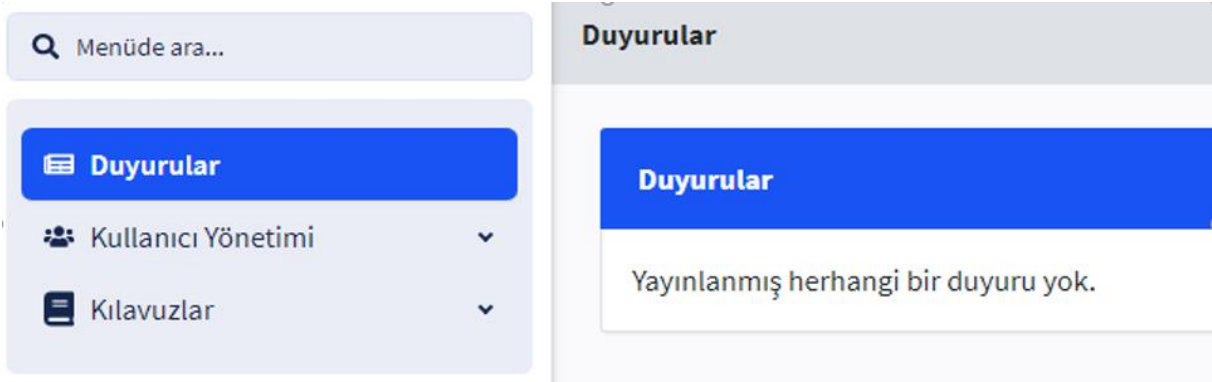 Menüde ara...
Duyurular
Kullanıcı Yönetimi
Kılavuzlar
Duyurular
Duyurular
Yayınlanmış herhangi bir duyuru yok.